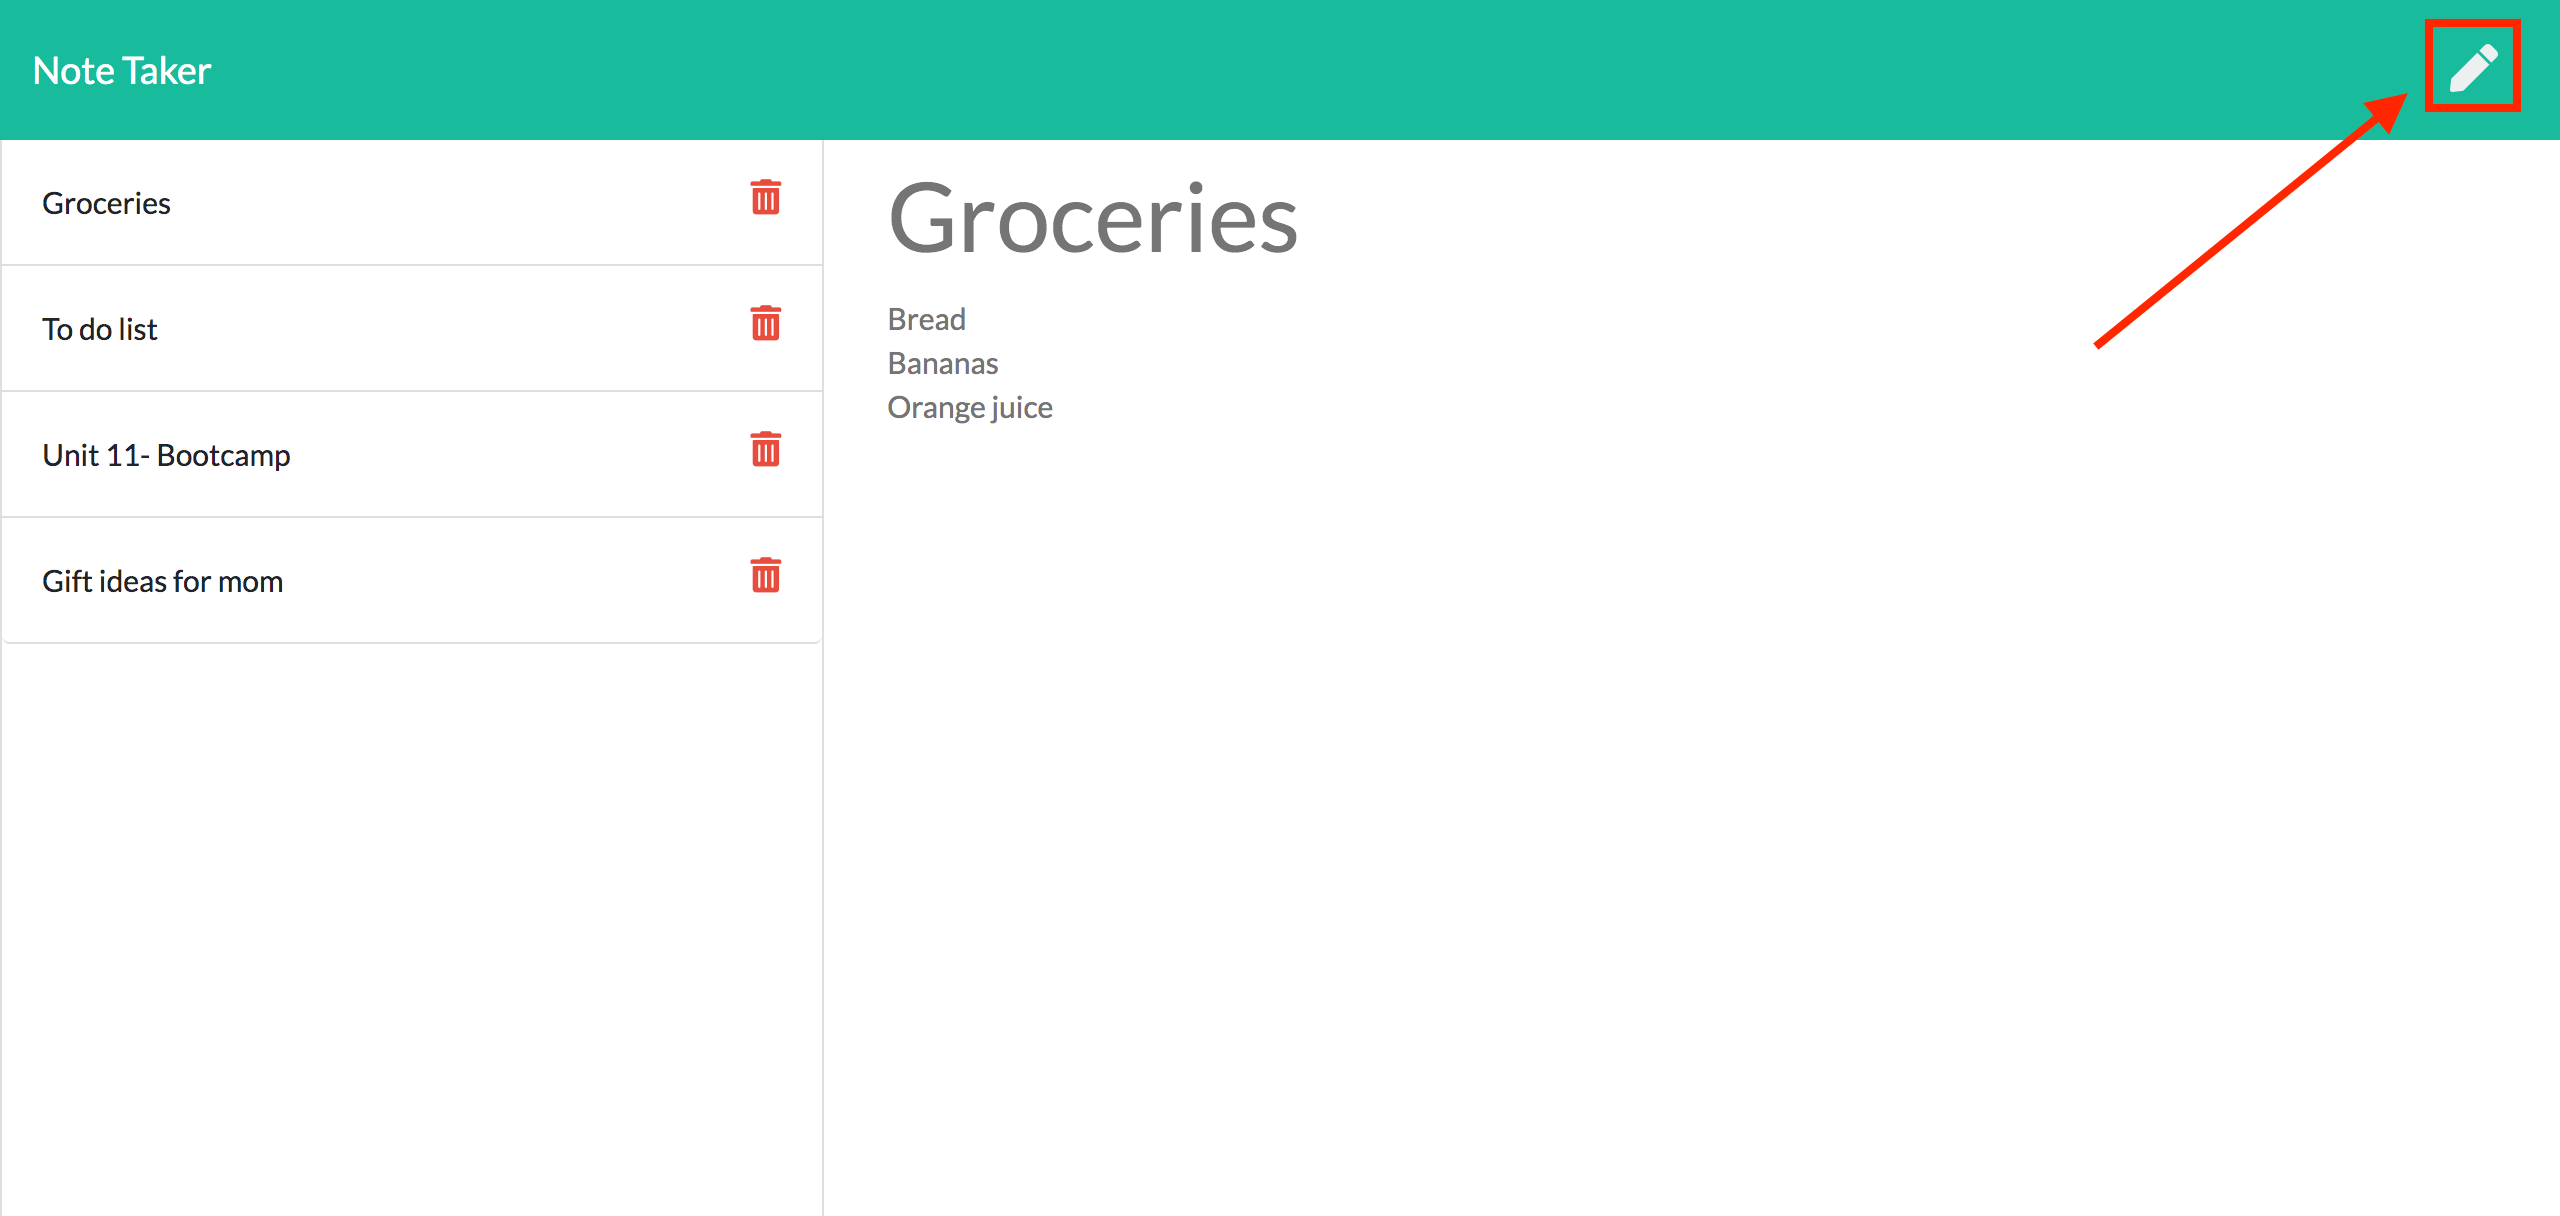 Note Taker
Groceries
To do list
Unit 11- Bootcamp
Gift ideas for mom
Groceries
Bread
Bananas
Orange juice